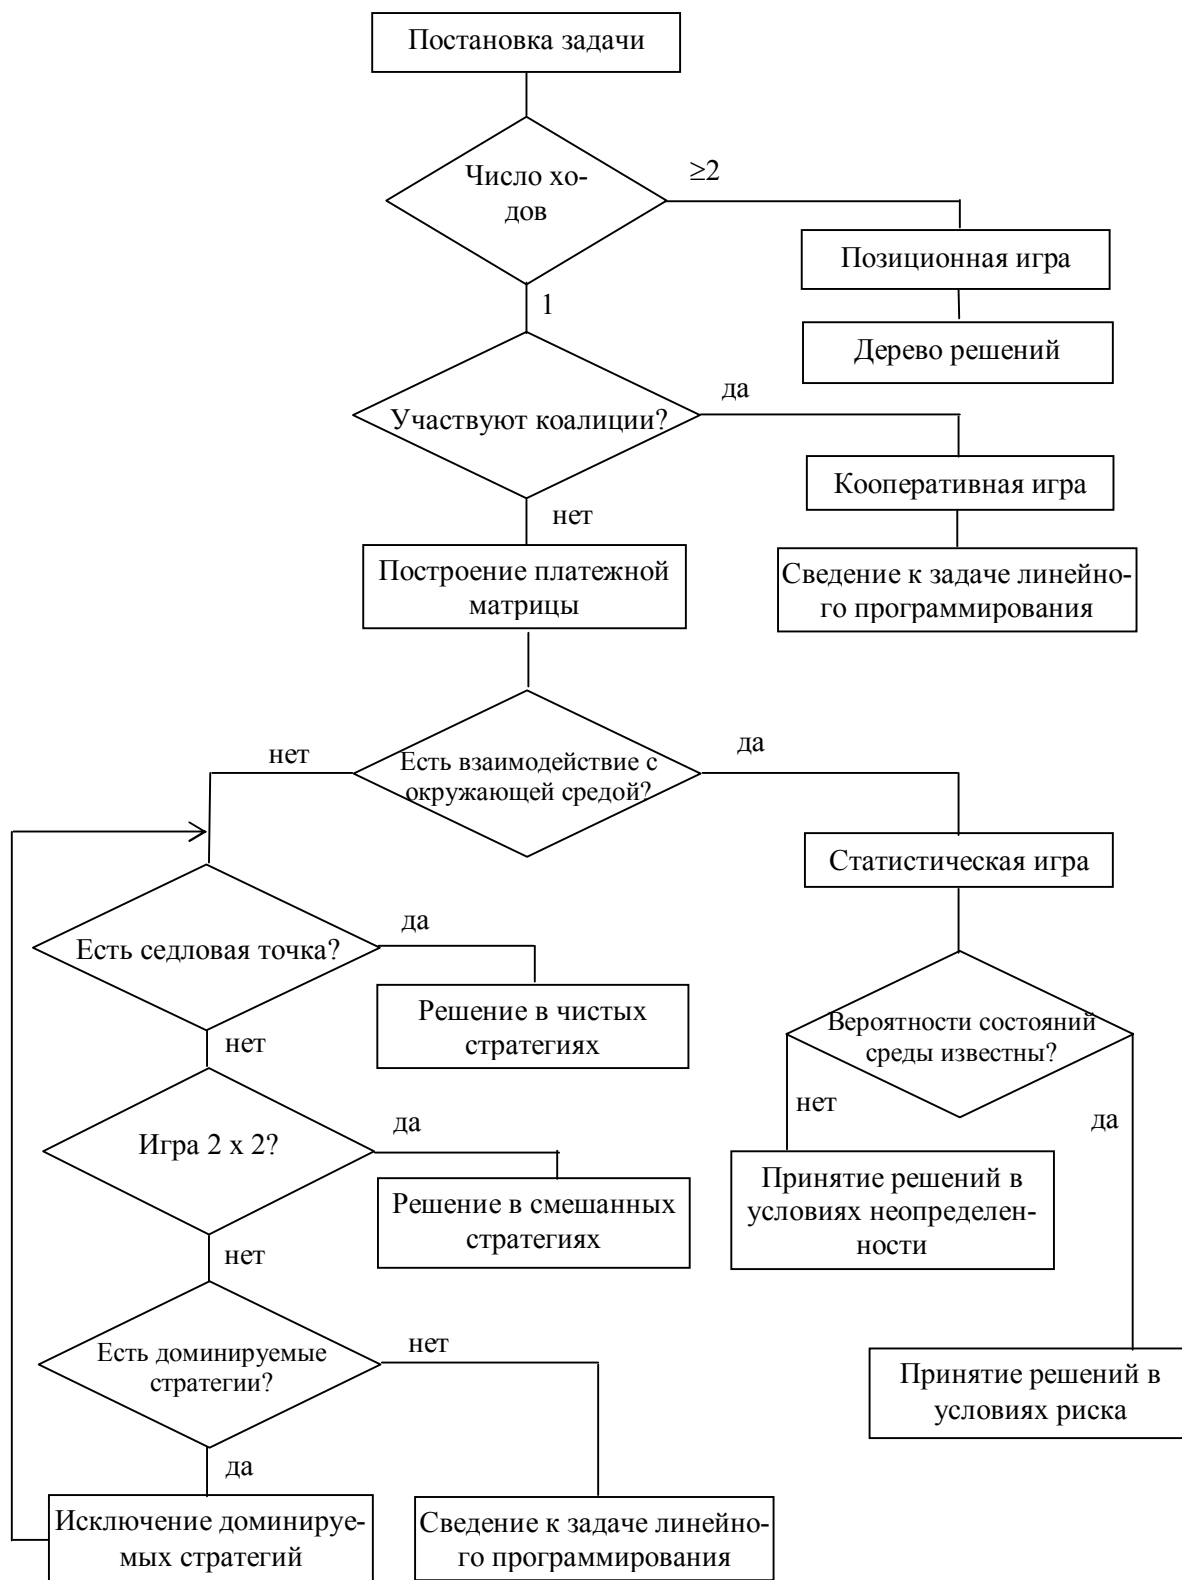 Постановка задачи
Число хо-
дов
≥2
Позиционная игра
1
Дерево решений
Участвуют коалиции?
да
Кооперативная игра
нет
Построение платежной
матрицы
Сведение к задаче линейно-
го программирования
нет
Есть взаимодействие с
окружающей средой?
да
Статистическая игра
Есть седловая точка?
да
Решение в чистых
стратегиях
Вероятности состояний
среды известны?
нет
нет
да
Игра 2 х 2?
да
Решение в смешанных
стратегиях
Принятие решений в
условиях неопределен-
ности
нет
Есть доминируемые
стратегии?
нет
Принятие решений в
условиях риска
да
Исключение доминируе-
мых стратегий
Сведение к задаче линейно-
го программирования